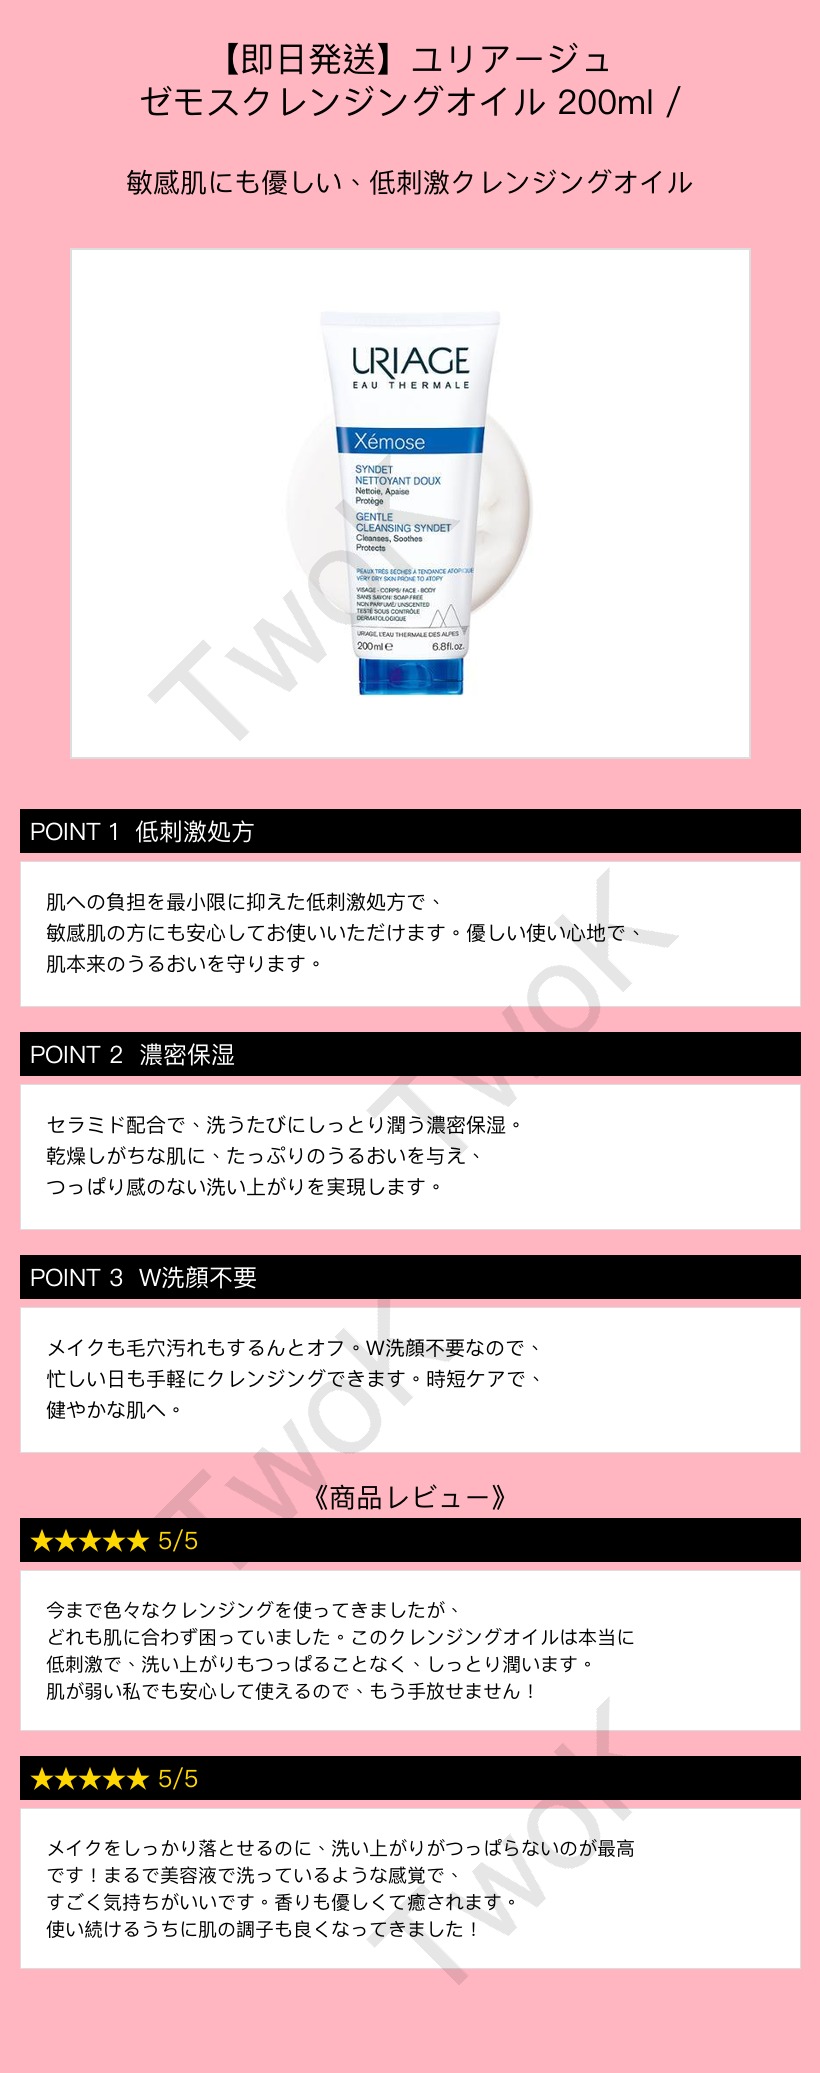 【即日発送】ユリアージュ
ゼモスクレンジングオイル 200ml /
敏感肌にも優しい、低刺激クレンジングオイル
URIAGE
EAU THERMALE
Xémose
SYNDET
NETTOYANT DOUX
Nettoie, Apaise
Protège
GENTLE
CLEANSING SYNDET
Cleanses, Soothes
Protects
PEAUX TRÈS SÈCHES À TENDANCE ATOPIQUE
VERY DRY SKIN PRONE TO ATOPY
VISAGE - CORPS/ FACE - BODY
SANS SAVON/ SOAP-FREE
NON PARFUMÉ/ UNSCENTED
TESTÉ SOUS CONTRÔLE
DERMATOLOGIQUE
URIAGE, L'EAU THERMALE DES ALPES
200 ml e 6.8fl.oz.
TwoK
POINT 1 低刺激処方
肌への負担を最小限に抑えた低刺激処方で、
敏感肌の方にも安心してお使いいただけます。優しい使い心地で、
肌本来のうるおいを守ります。
TwoK
POINT 2 濃密保湿
セラミド配合で、洗うたびにしっとり潤う濃密保湿。
乾燥しがちな肌に、たっぷりのうるおいを与え、
つっぱり感のない洗い上がりを実現します。
POINT 3 W洗顔不要
メイクも毛穴汚れもするんとオフ。W洗顔不要なので、
忙しい日も手軽にクレンジングできます。時短ケアで、
健やかな肌へ。
TwoK
《商品レビュー》
★★★★★ 5/5
今まで色々なクレンジングを使ってきましたが、
どれも肌に合わず困っていました。このクレンジングオイルは本当に
低刺激で、洗い上がりもつっぱることなく、しっとり潤います。
肌が弱い私でも安心して使えるので、もう手放せません！
★★★★★ 5/5
メイクをしっかり落とせるのに、洗い上がりがつっぱらないのが最高
です！まるで美容液で洗っているような感覚で、
すごく気持ちがいいです。香りも優しくて癒されます。
使い続けるうちに肌の調子も良くなってきました！
TwoK